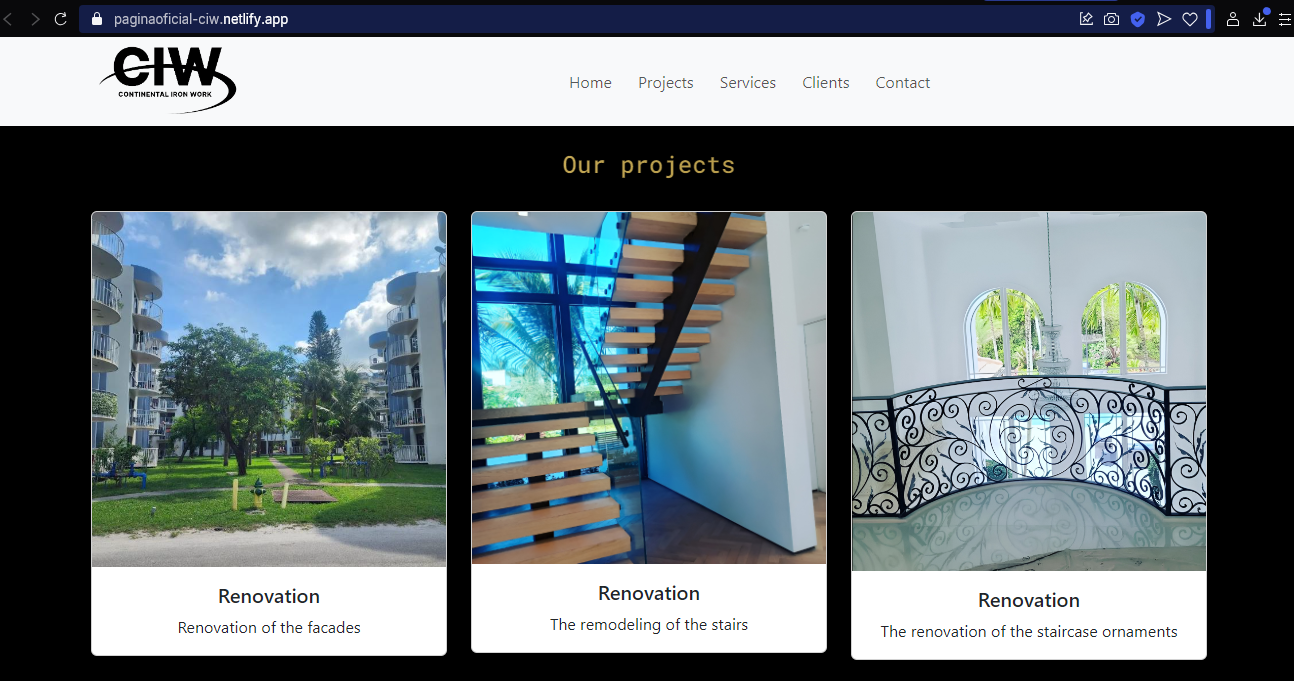 paginaoficial-ciw.netlify.app
CIW
CONTINENTAL IRON WORK
Home Projects Services Clients Contact
Our projects
Renovation
Renovation of the facades
Renovation
The remodeling of the stairs
Renovation
The renovation of the staircase ornaments